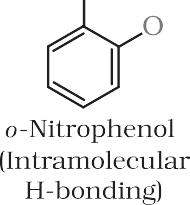 O
o-Nitrophenol
(Intramolecular
H-bonding)